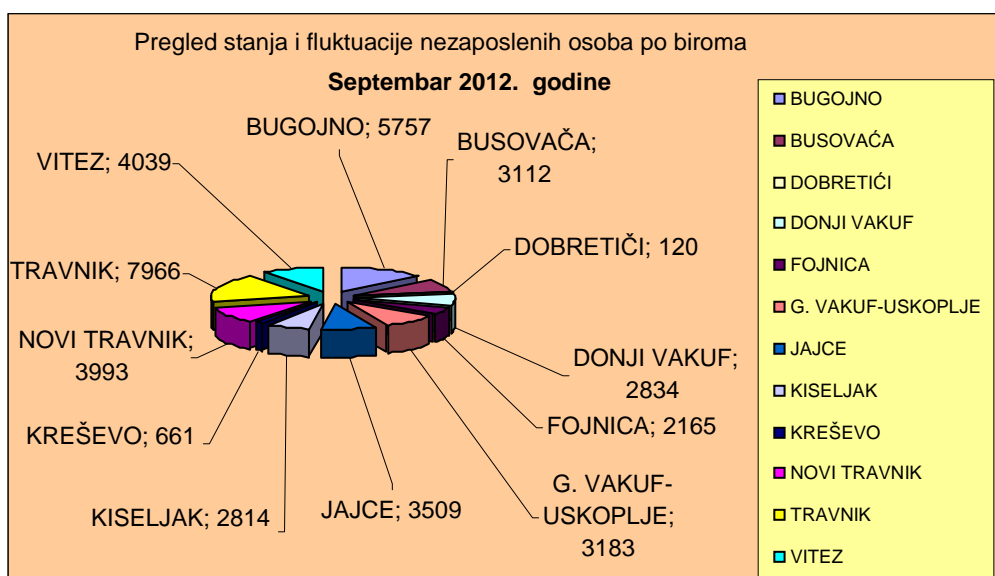 Pregled stanja i fluktuacije nezaposlenih osoba po biroma
Septembar 2012. godine
BUGOJNO; 5757
BUSOVAČA;
3112
VITEZ; 4039
DOBRETIČI; 120
TRAVNIK; 7966
NOVI TRAVNIK;
3993
DONJI VAKUF;
2834
FOJNICA; 2165
KREŠEVO; 661
G. VAKUF-
USKOPLJE;
3183
JAJCE; 3509
KISELJAK; 2814
BUGOJNO
BUSOVAĆA
DOBRETIĆI
DONJI VAKUF
FOJNICA
G. VAKUF-USKOPLJE
JAJCE
KISELJAK
KREŠEVO
NOVI TRAVNIK
TRAVNIK
VITEZ